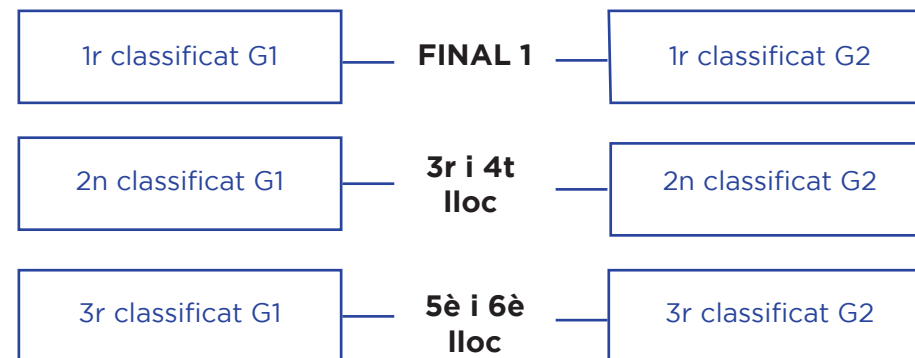 1r classificat G1
FINAL 1
1r classificat G2
2n classificat G1
3r i 4t
lloc
2n classificat G2
3r classificat G1
5è i 6è
lloc
3r classificat G2